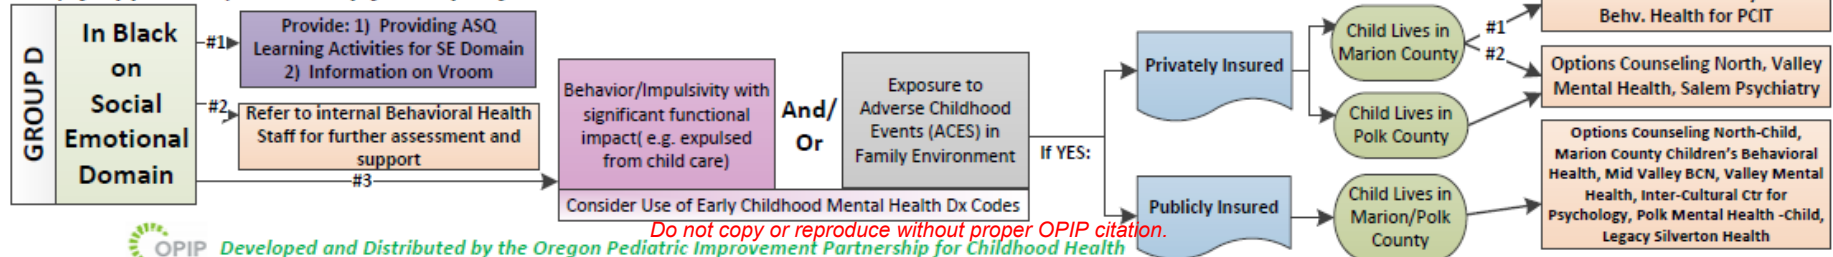 GROUP D
In Black
on
Social
Emotional
Domain
#1
Provide: 1) Providing ASQ
Learning Activities for SE Domain
2) Information on Vroom
#2
Refer to internal Behavioral Health
Staff for further assessment and
support
#3
Behavior/Impulsivity with
significant functional
impact( e.g. expulsed
from child care)
And/
Or
Exposure to
Adverse Childhood
Events (ACES) in
Family Environment
Consider Use of Early Childhood Mental Health Dx Codes
If YES:
Privately Insured
Child Lives in
Marion County
#1
#2
Behv. Health for PCIT
Options Counseling North, Valley
Mental Health, Salem Psychiatry
Child Lives in
Polk County
Publicly Insured
Child Lives in
Marion/Polk
County
Options Counseling North-Child,
Marion County Children's Behavioral
Health, Mid Valley BCN, Valley Mental
Health, Inter-Cultural Ctr for
Psychology, Polk Mental Health -Child,
Legacy Silverton Health
Do not copy or reproduce without proper OPIP citation.
OPIP Developed and Distributed by the Oregon Pediatric Improvement Partnership for Childhood Health